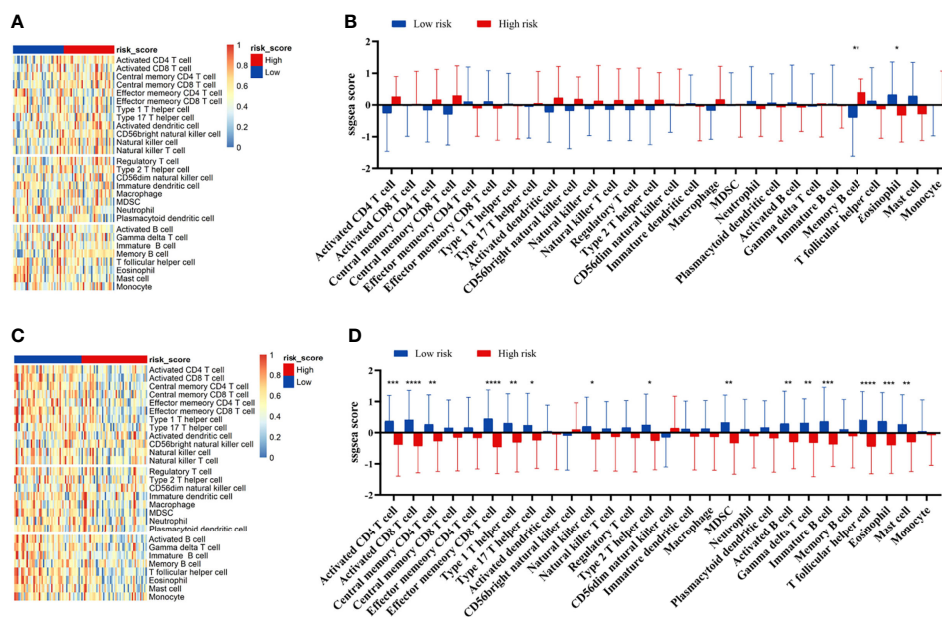 A
risk_score
Activated CD4 T cell
Activated CD8 T cell
Central memory CD4 T cell
Central memory CD8 T cell
Effector memeory CD4 T cell
Effector memeory CD8 T cell
Type 1 T helper cell
Type 17 T helper cell
Activated dendritic cell
CD56bright natural killer cell
Natural killer cell
Natural killer T cell
Regulatory T cell
Type 2 T helper cell
CD56dim natural killer cell
Immature dendritic cell
Macrophage
MDSC
Neutrophil
Plasmacytoid dendritic cell
Activated B cell
Gamma delta T cell
Immature B cell
Memory B cell
T follicular helper cell
Eosinophil
Mast cell
Monocyte
1
0.8
0.6
0.4
0.2
0
risk_score
High
Low
B
Low risk
High risk
ssgsea score
2
1
0
-1
-2
*
Activated CD4 T cell
Activated CD8 T cell
Central memory CD4 T cell
Central memory CD8 T cell
Effector memeory CD4 T cell
Effector memeory CD8 T cell
Type 1 T helper cell
Type 17 T helper cell
Activated dendritic cell
CD56bright natural killer cell
Natural killer cell
Natural killer T cell
Regulatory T cell
Type 2 T helper cell
CD56dim natural killer cell
Immature dendritic cell
Macrophage
MDSC
Neutrophil
Plasmacytoid dendritic cell
Activated B cell
Gamma delta T cell
Immature B cell
Memory B cell
T follicular helper cell
Eosinophil
Mast cell
Monocyte
C
risk_score
Activated CD4 T cell
Activated CD8 T cell
Central memory CD4 T cell
Central memory CD8 T cell
Effector memeory CD4 T cell
Effector memeory CD8 T cell
Type 1 T helper cell
Type 17 T helper cell
Activated dendritic cell
CD56bright natural killer cell
Natural killer cell
Natural killer T cell
Regulatory T cell
Type 2 T helper cell
CD56dim natural killer cell
Immature dendritic cell
Macrophage
MDSC
Neutrophil
Plasmacytoid dendritic cell
Activated B cell
Gamma delta T cell
Immature B cell
Memory B cell
T follicular helper cell
Eosinophil
Mast cell
Monocyte
1
0.8
0.6
0.4
0.2
0
risk_score
High
Low
D
Low risk
High risk
ssgsea score
2
1
0
-1
-2
*** **** ** **** ** * * * ** ** ** *** **** *** **
Activated CD4 T cell
Activated CD8 T cell
Central memory CD4 T cell
Central memory CD8 T cell
Effector memeory CD4 T cell
Effector memeory CD8 T cell
Type 1 T helper cell
Type 17 T helper cell
Activated dendritic cell
CD56bright natural killer cell
Natural killer cell
Natural killer T cell
Regulatory T cell
Type 2 T helper cell
CD56dim natural killer cell
Immature dendritic cell
Macrophage
MDSC
Neutrophil
Plasmacytoid dendritic cell
Activated B cell
Gamma delta T cell
Immature B cell
Memory B cell
T follicular helper cell
Eosinophil
Mast cell
Monocyte